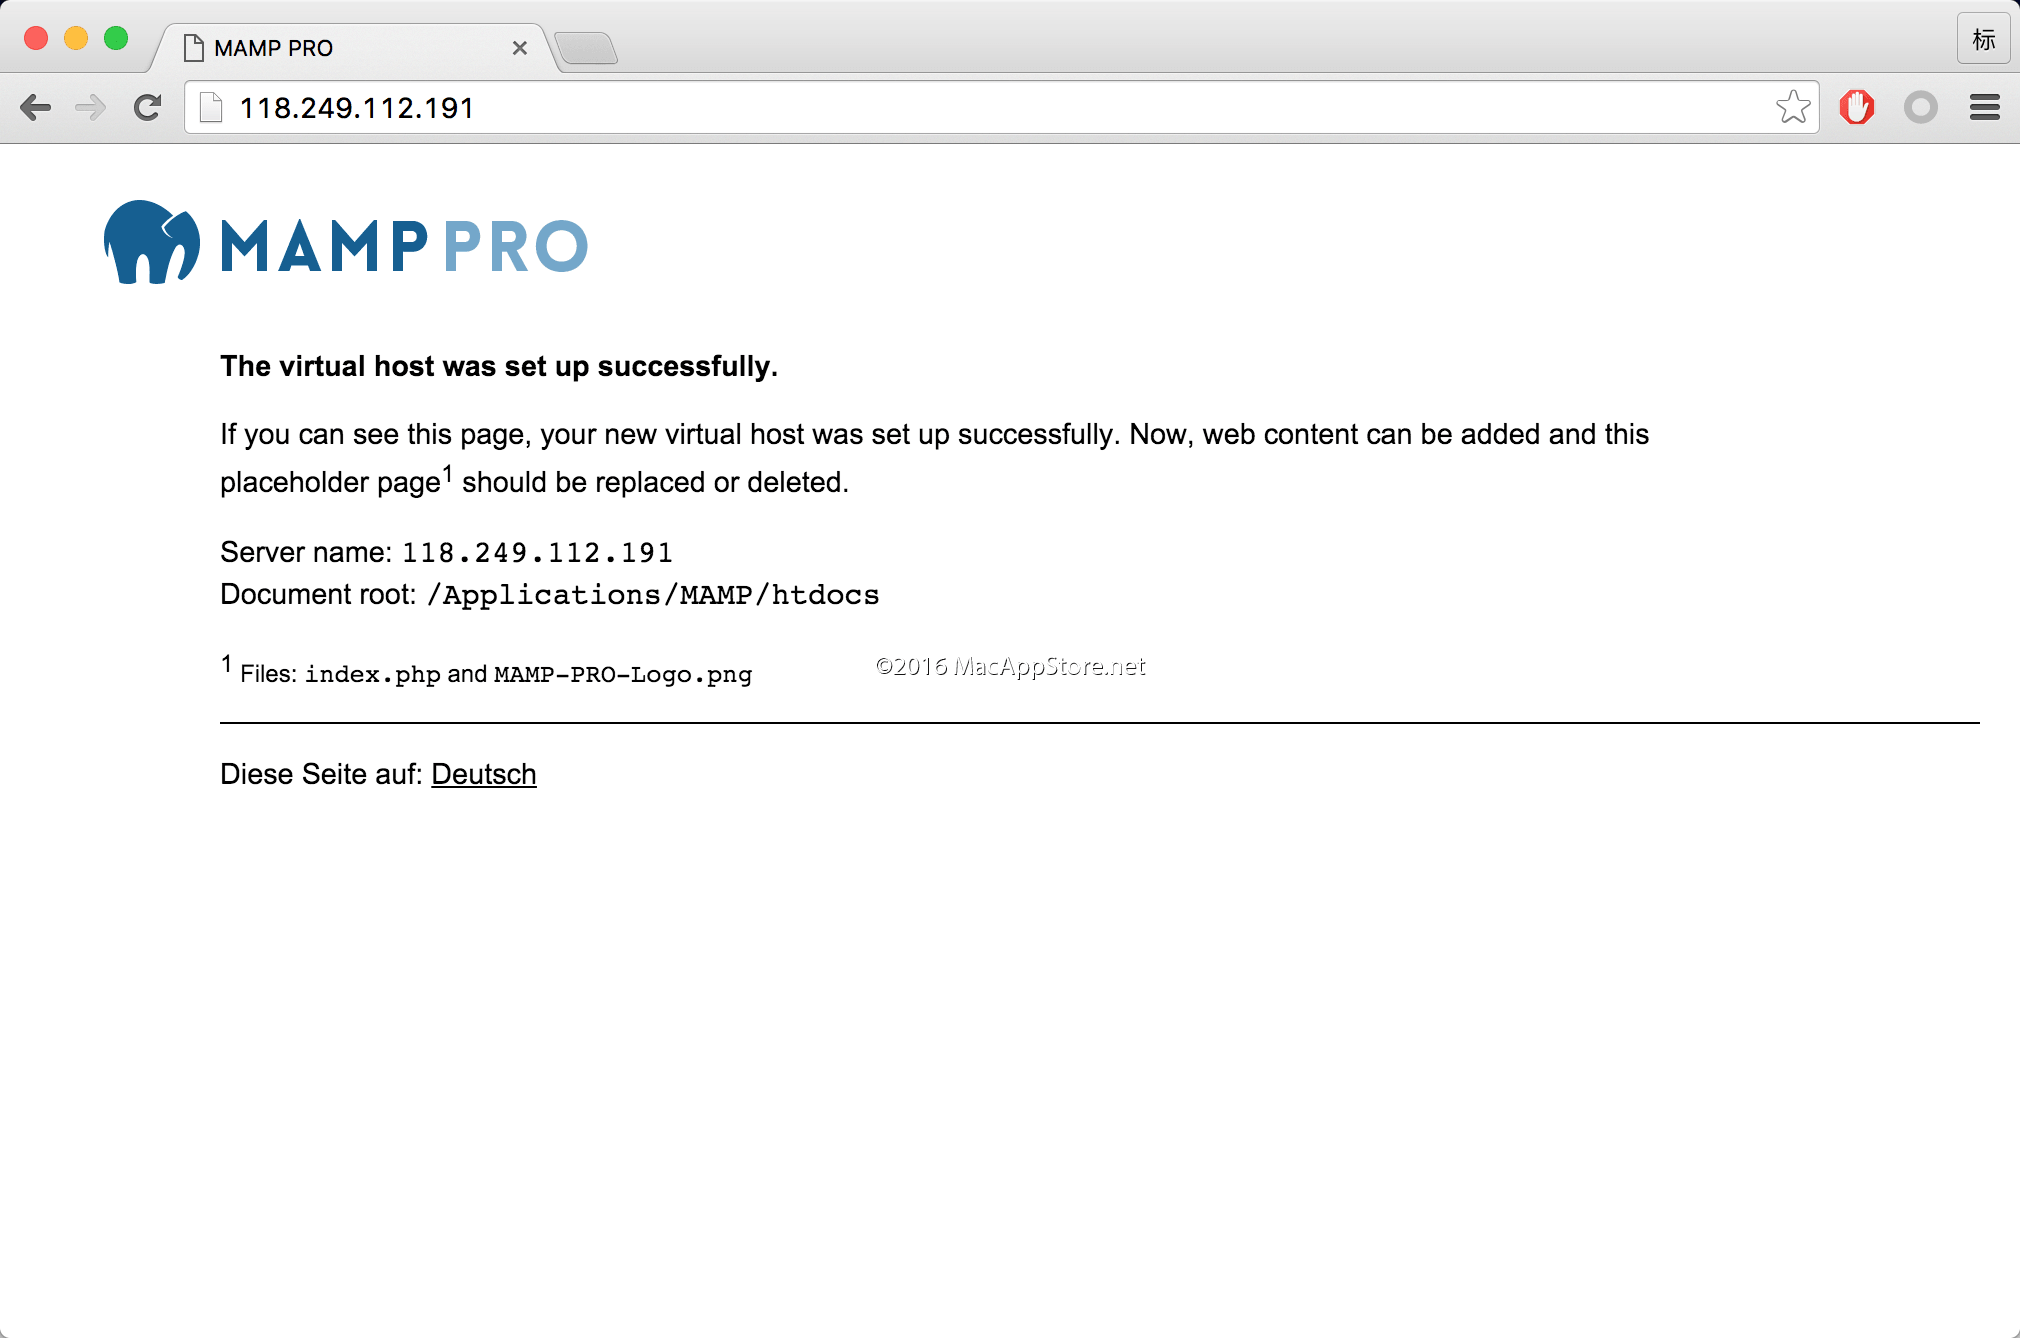 MAMP PRO
标
118.249.112.191
MAMP PRO
The virtual host was set up successfully.
If you can see this page, your new virtual host was set up successfully. Now, web content can be added and this
placeholder page1 should be replaced or deleted.
Server name: 118.249.112.191
Document root: /Applications/MAMP/htdocs
1 Files: index.php and MAMP-PRO-Logo.png
©2016 MacAppStore.net
Diese Seite auf: Deutsch